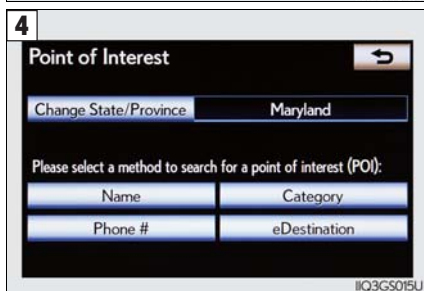 4
Point of Interest
Change State/Province Maryland
Please select a method to search for a point of interest (POI):
Name Category
Phone # eDestination
IIQ3GS015U